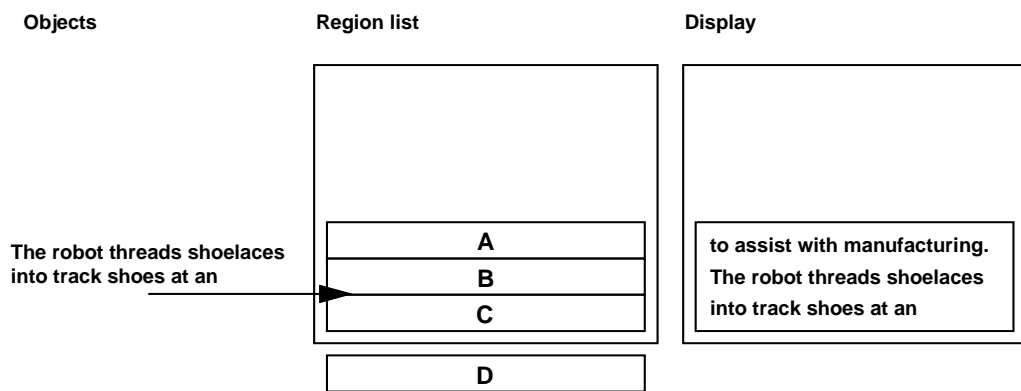 Objects
Region list
Display
The robot threads shoelaces
into track shoes at an
A
B
C
D
to assist with manufacturing.
The robot threads shoelaces
into track shoes at an